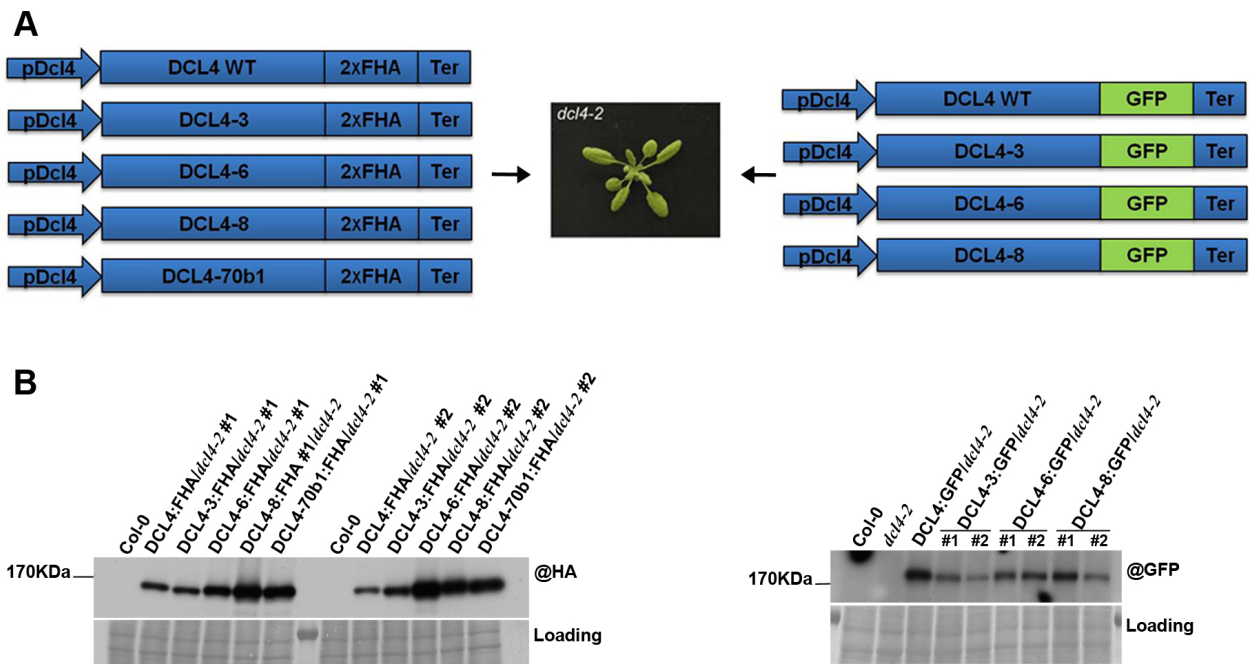 A
pDcl4 DCL4 WT 2xFHA Ter
pDcl4 DCL4-3 2xFHA Ter
pDcl4 DCL4-6 2xFHA Ter
pDcl4 DCL4-8 2xFHA Ter
pDcl4 DCL4-70b1 2xFHA Ter
dcl4-2
pDcl4 DCL4 WT GFP Ter
pDcl4 DCL4-3 GFP Ter
pDcl4 DCL4-6 GFP Ter
pDcl4 DCL4-8 GFP Ter
B
Col-0
DCL4:FHA/dcl4-2 #1
DCL4-3:FHA/dcl4-2 #1
DCL4-6:FHA/dcl4-2 #1
DCL4-8:FHA #1/dcl4-2
DCL4-70b1:FHA/dcl4-2 #1
Col-0
DCL4:FHA/dcl4-2 #2
DCL4-3:FHA/dcl4-2 #2
DCL4-6:FHA/dcl4-2 #2
DCL4-8:FHA/dcl4-2 #2
DCL4-70b1:FHA/dcl4-2 #2
170KDa
@HA
Loading
Col-0
dcl4-2
DCL4:GFP/dcl4-2
DCL4-3:GFP/dcl4-2
DCL4-6:GFP/dcl4-2
DCL4-8:GFP/dcl4-2
#1 #2 #1 #2 #1 #2
170KDa
@GFP
Loading